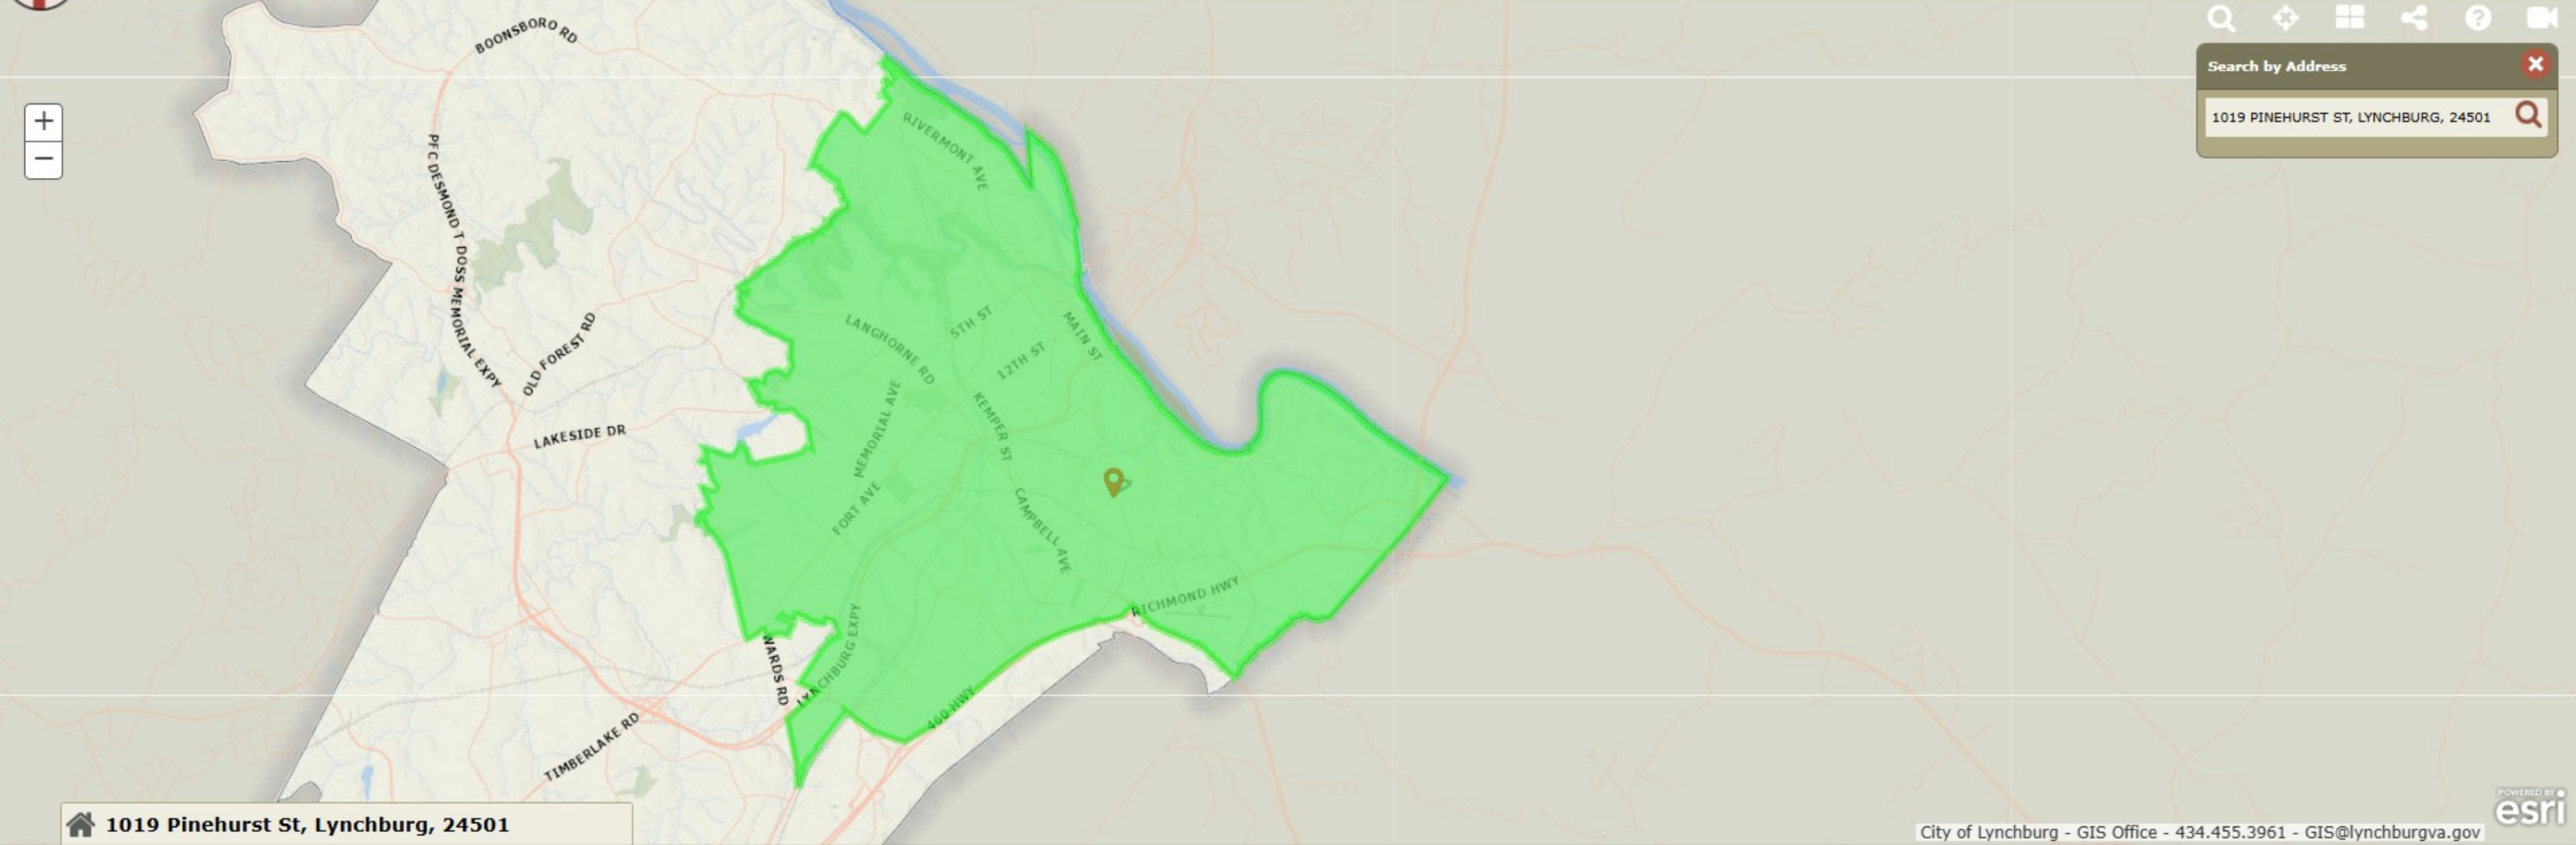 BOONSBORO RD
Search by Address
1019 PINEHURST ST, LYNCHBURG, 24501
+
−
RIVERMONT AVE
PFC DESMOND T DOSS MEMORIAL EXPY
OLD FOREST RD
LANGHORNE RD
5TH ST
12TH ST
MAIN ST
LAKESIDE DR
MEMORIAL AVE
KEMPER ST
FORT AVE
CAMPBELL AVE
RICHMOND HWY
WARDS RD
LYNCHBURG EXPY
460 HWY
TIMBERLAKE RD
1019 Pinehurst St, Lynchburg, 24501
POWERED BY
esri
City of Lynchburg - GIS Office - 434.455.3961 - GIS@lynchburgva.gov